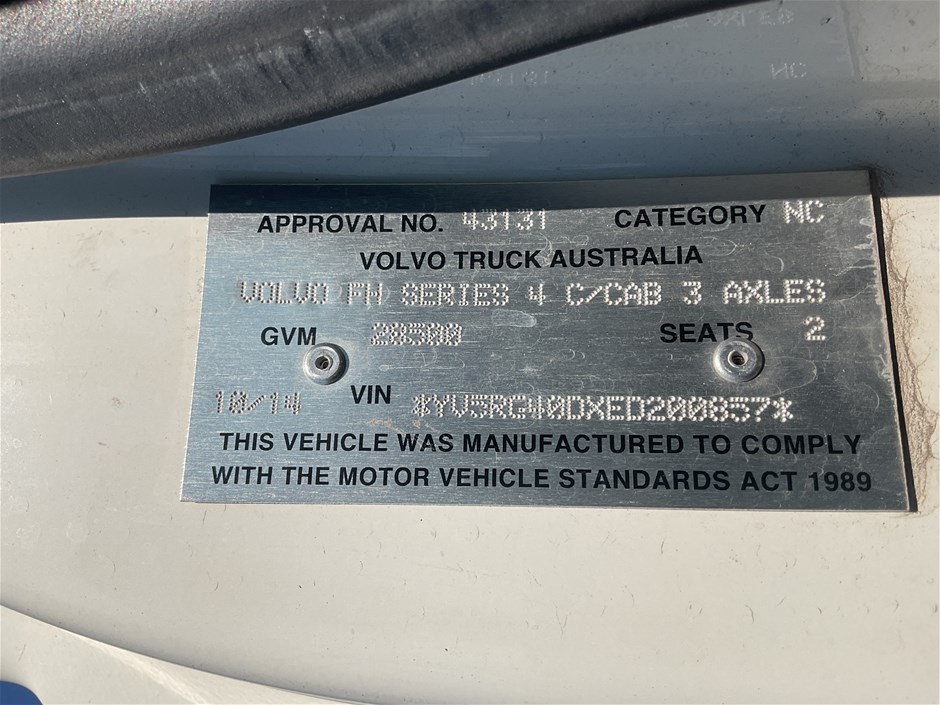 APPROVAL NO. 43131 CATEGORY NC
VOLVO TRUCK AUSTRALIA
VOLVO FH SERIES 4 C/CAB 3 AXLES
GVM 28500 SEATS 2
10/14 VIN *YV5RG40DXED200857*
THIS VEHICLE WAS MANUFACTURED TO COMPLY
WITH THE MOTOR VEHICLE STANDARDS ACT 1989